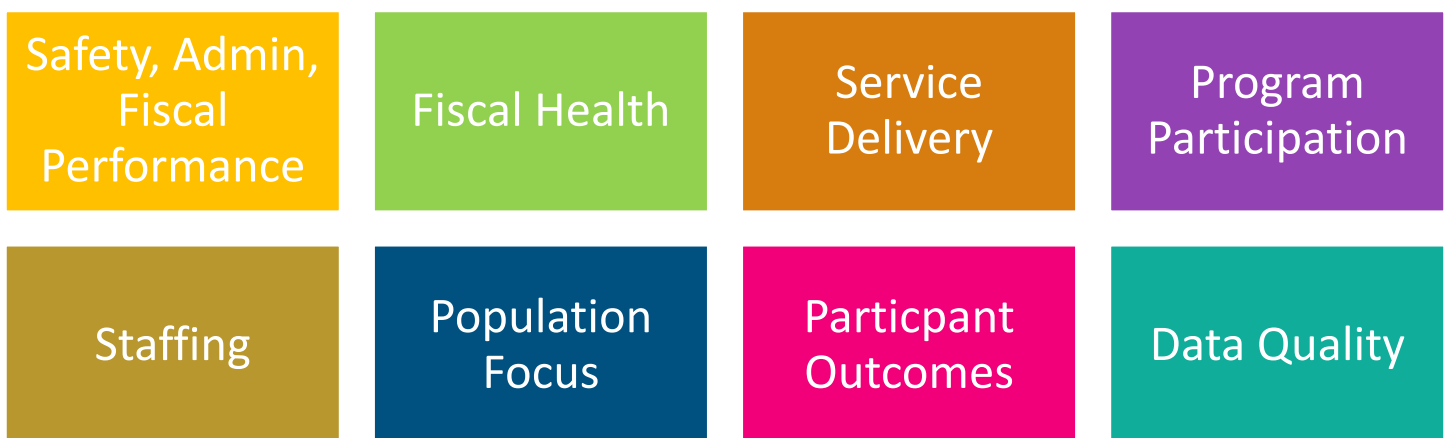 Safety, Admin,
Fiscal
Performance
Fiscal Health
Service
Delivery
Program
Participation
Staffing
Population
Focus
Particpant
Outcomes
Data Quality